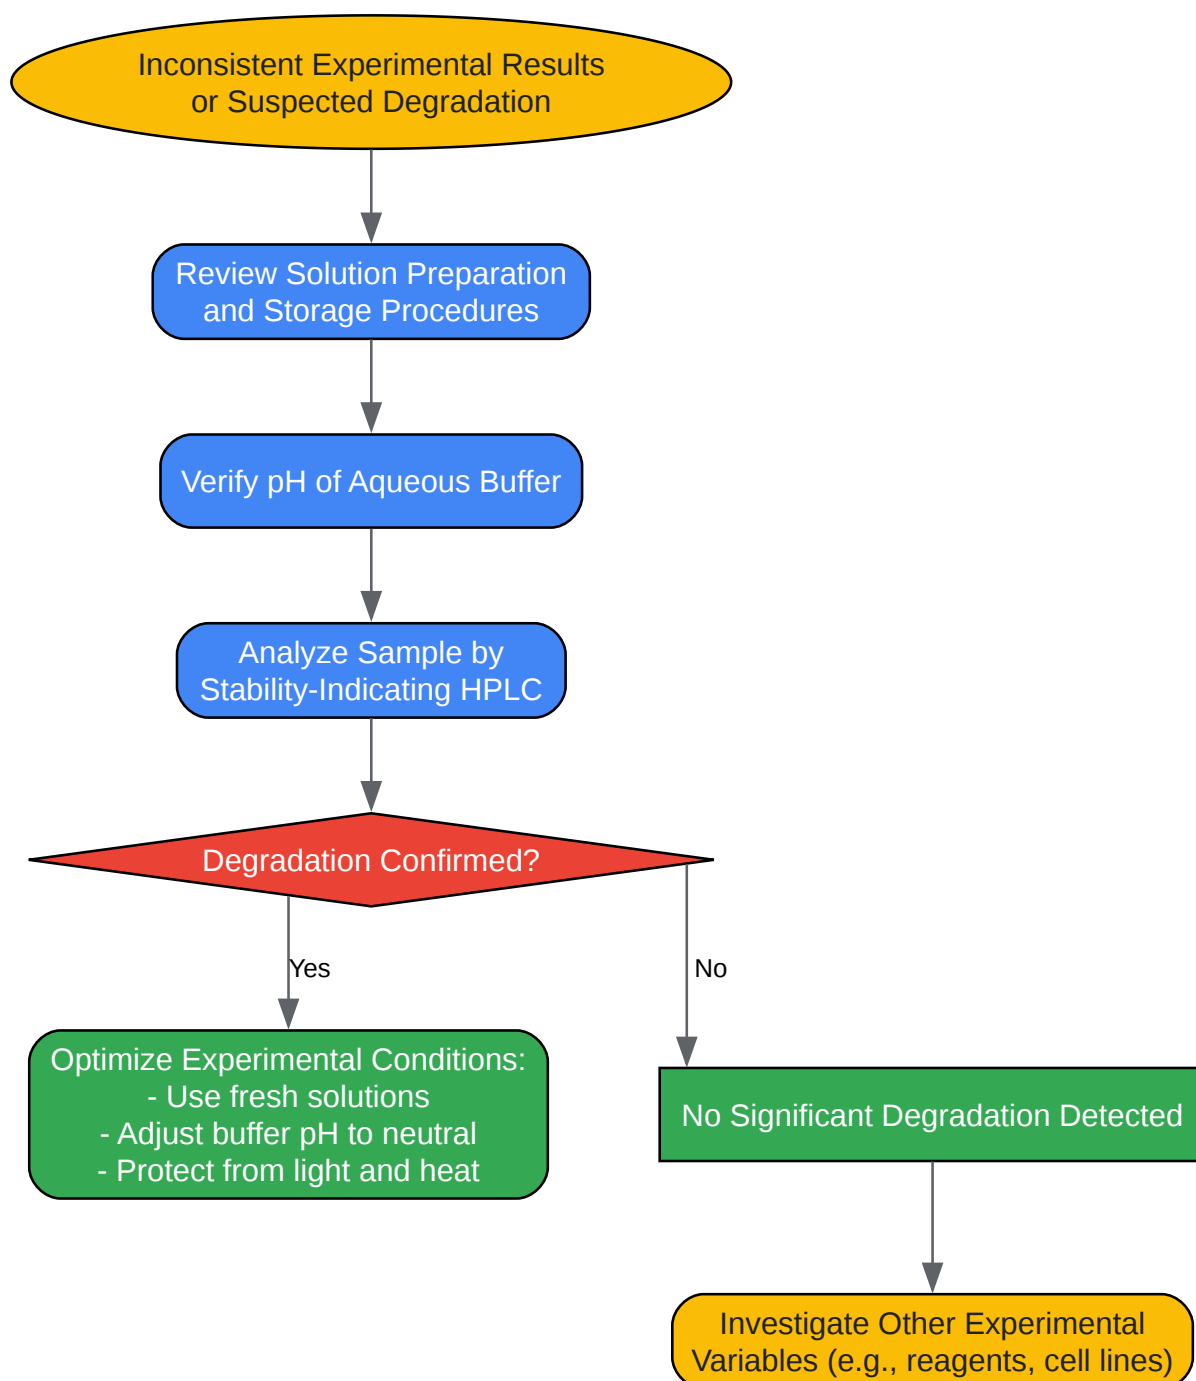 Inconsistent Experimental Results
or Suspected Degradation
Review Solution Preparation
and Storage Procedures
Verify pH of Aqueous Buffer
Analyze Sample by
Stability-Indicating HPLC
Degradation Confirmed?
Yes
No
Optimize Experimental Conditions:
- Use fresh solutions
- Adjust buffer pH to neutral
- Protect from light and heat
No Significant Degradation Detected
Investigate Other Experimental
Variables (e.g., reagents, cell lines)